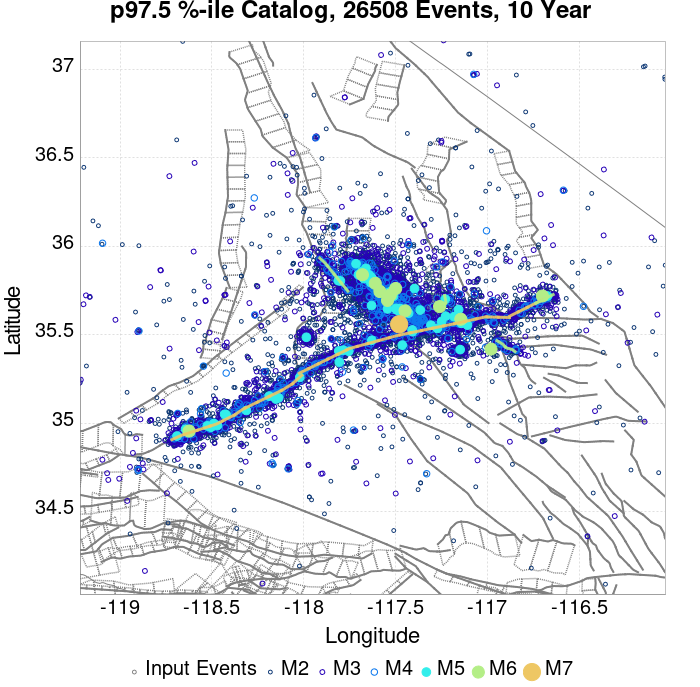 p97.5 %-ile Catalog, 26508 Events, 10 Year
37
36.5
36
35.5
35
34.5
Latitude
-119 -118.5 -118 -117.5 -117 -116.5
Longitude
Input Events M2 M3 M4 M5 M6 M7